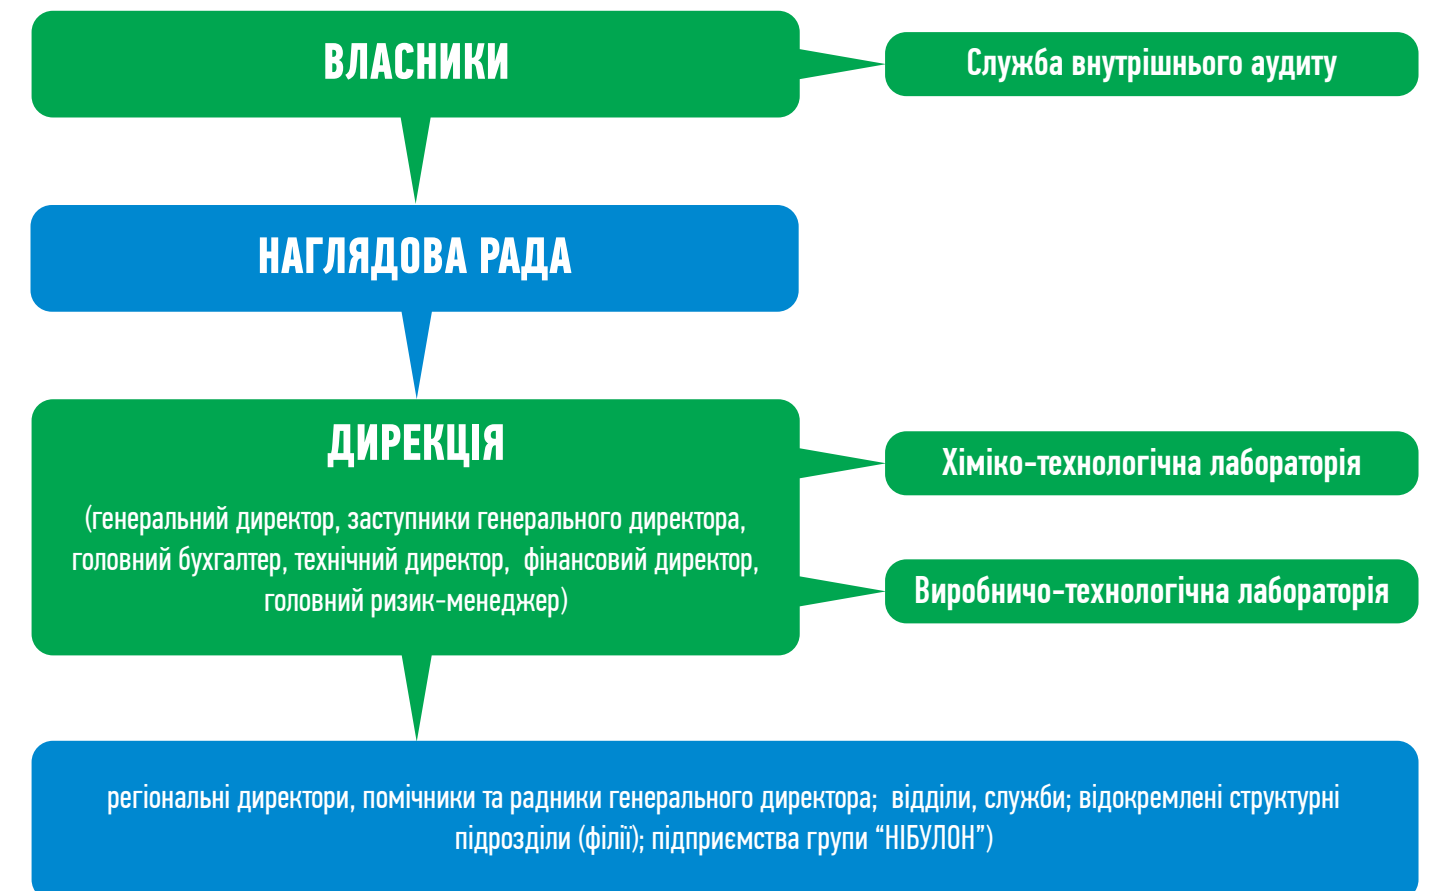 ВЛАСНИКИ
Служба внутрішнього аудиту
НАГЛЯДОВА РАДА
ДИРЕКЦІЯ
(генеральний директор, заступники генерального директора,
головний бухгалтер, технічний директор, фінансовий директор,
головний ризик-менеджер)
Хіміко-технологічна лабораторія
Виробничо-технологічна лабораторія
регіональні директори, помічники та радники генерального директора; відділи, служби; відокремлені структурні
підрозділи (філії); підприємства групи “НІБУЛОН”)